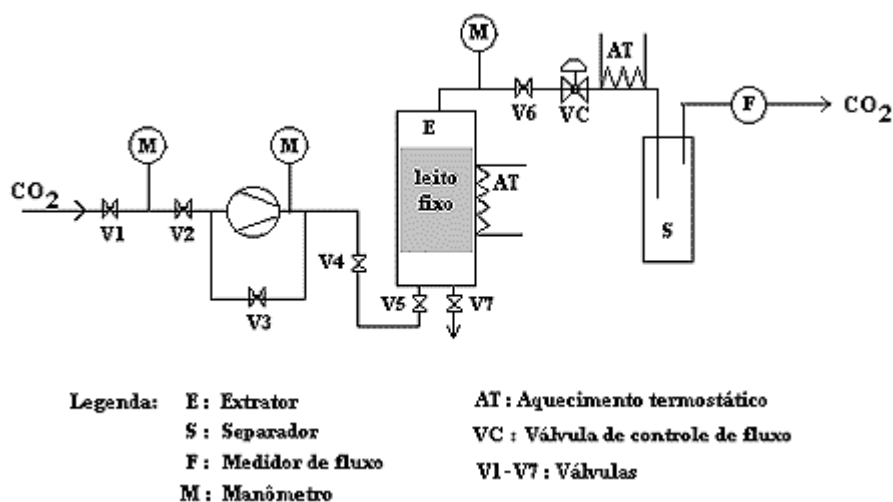 M
AT
V6
VC
F
CO2
E
M
M
leito
fixo
AT
CO2
V1
V2
V4
S
V5
V7
V3
Legenda:
E : Extrator
S : Separador
F : Medidor de fluxo
M : Manômetro
AT : Aquecimento termostático
VC : Válvula de controle de fluxo
V1-V7 : Válvulas